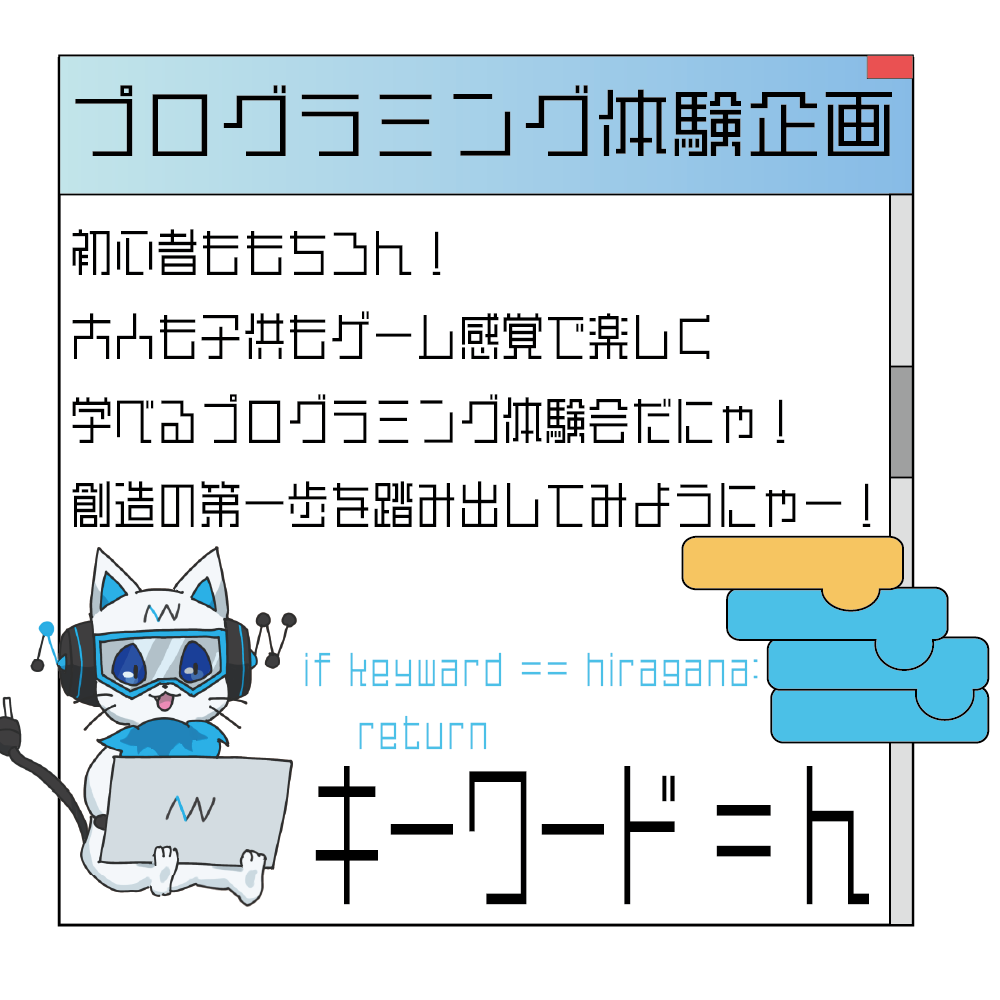 プログラミング体験企画
初心者ももちろん！
大人も子供もゲーム感覚で楽しく
学べるプログラミング体験会だにゃ！
創造の第一歩を踏み出してみようにゃー！
if keyward == hiragana:
return
キーワード＝ん